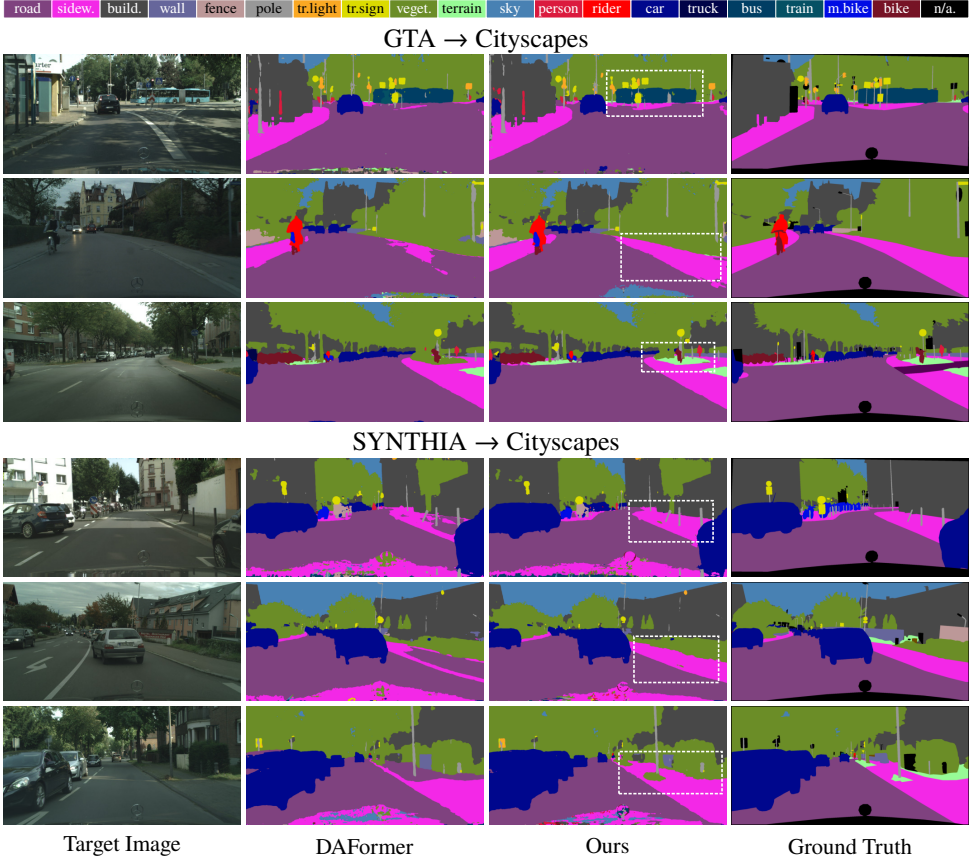 road sidew. build. wall fence pole tr.light tr.sign veget. terrain sky person rider car truck bus train m.bike bike n/a.
GTA → Cityscapes
SYNTHIA → Cityscapes
Target Image DAFormer Ours Ground Truth